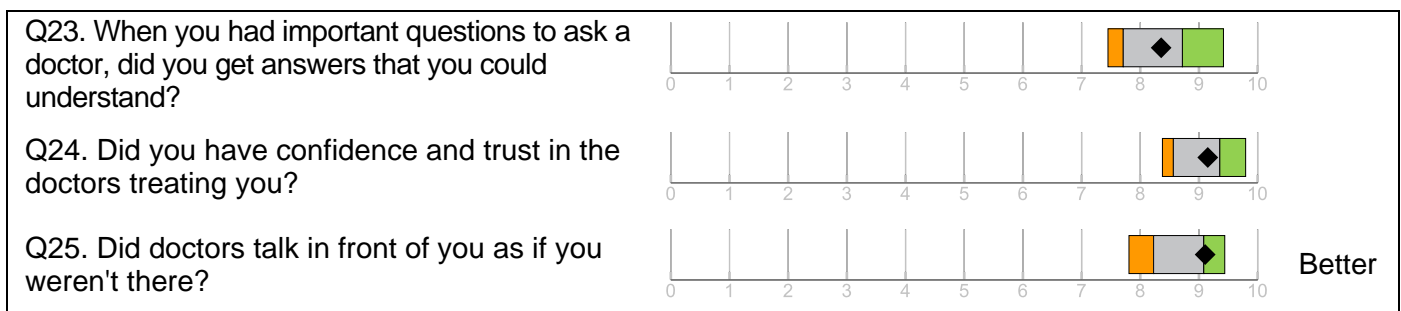 Q23. When you had important questions to ask a
doctor, did you get answers that you could
understand?
0 1 2 3 4 5 6 7 8 9 10
Q24. Did you have confidence and trust in the
doctors treating you?
0 1 2 3 4 5 6 7 8 9 10
Q25. Did doctors talk in front of you as if you
weren't there?
0 1 2 3 4 5 6 7 8 9 10
Better